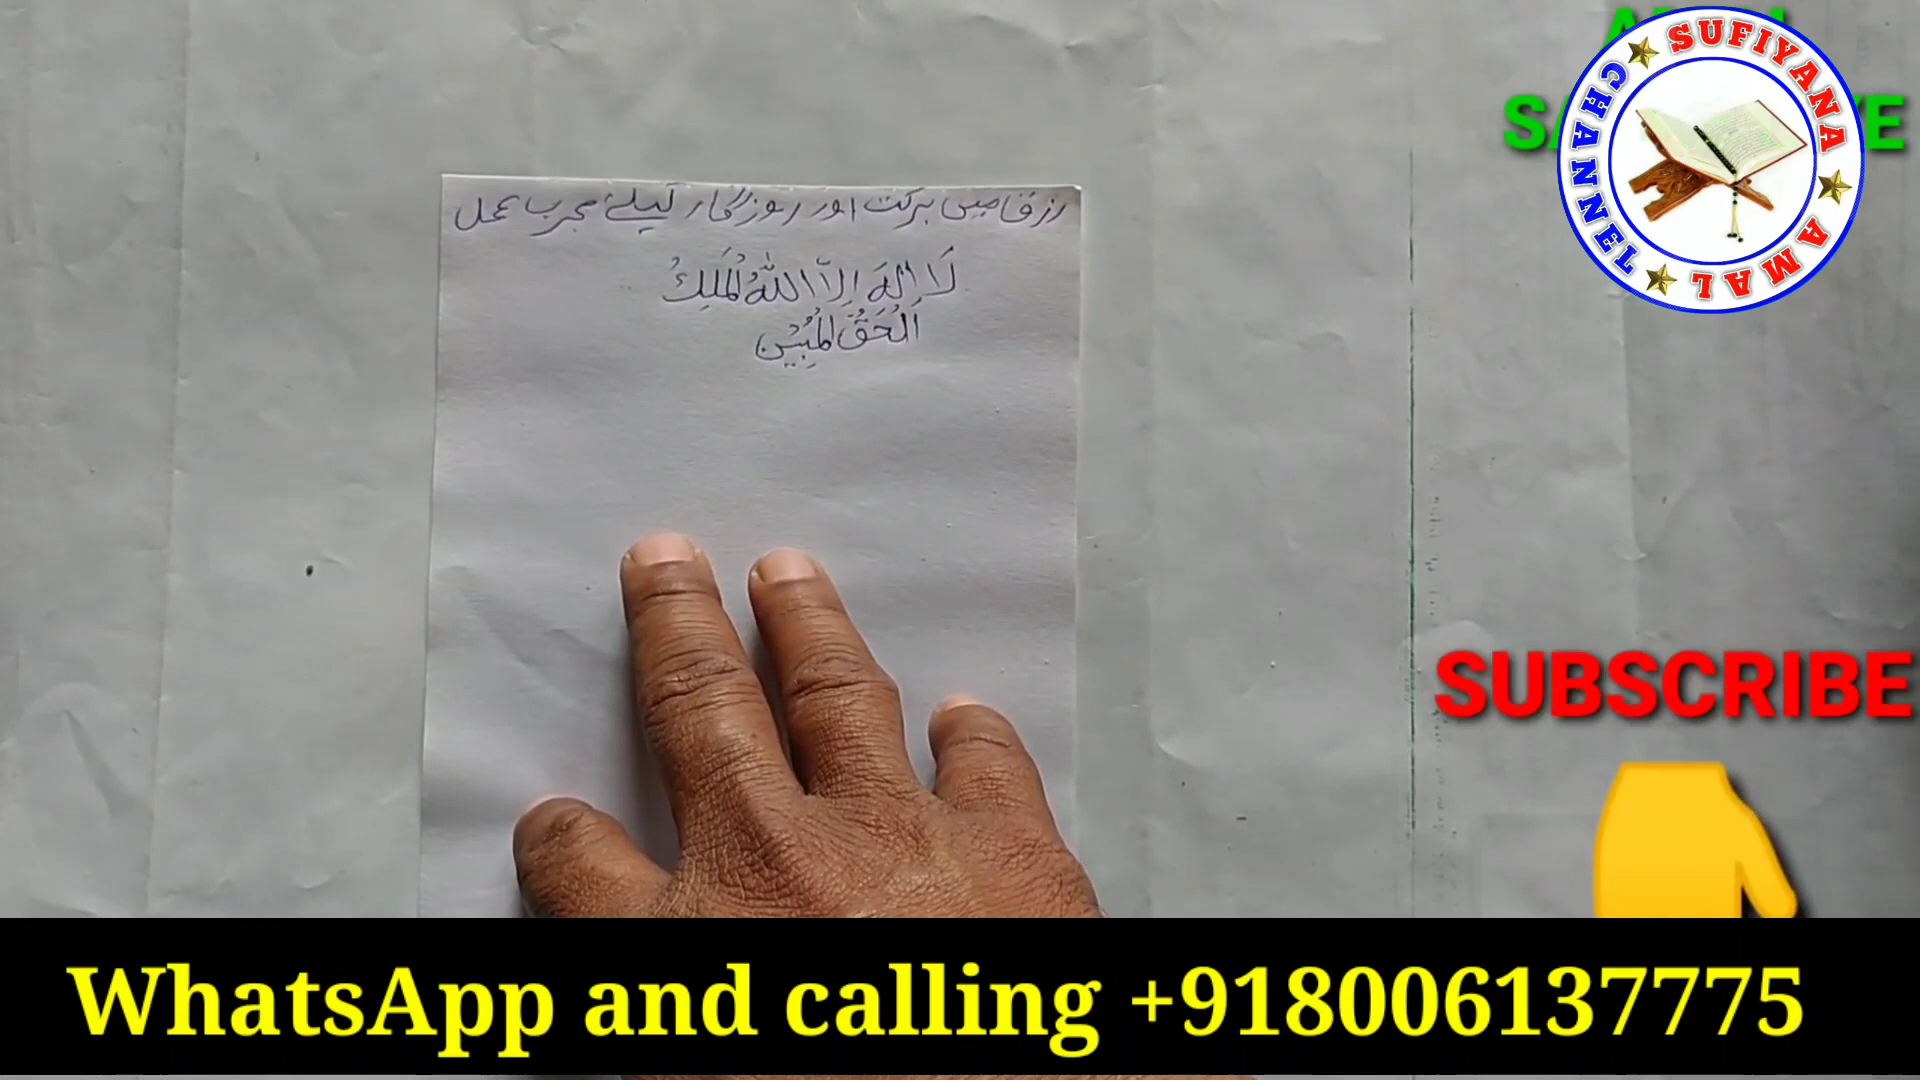 SUFIYANA AMAL
CHANNEL
رزق میں برکت اور روزگار کیلئے مجرب عمل
لَا اِلٰهَ اِلَّا اللّٰهُ الْمَلِكُ
اَلْحَقُّ الْمُبِيْن
SUBSCRIBE
WhatsApp and calling +918006137775